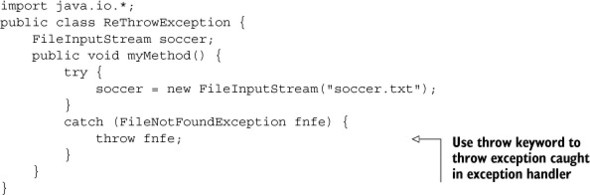 import java.io.*;
public class ReThrowException {
    FileInputStream soccer;
    public void myMethod() {
        try {
            soccer = new FileInputStream("soccer.txt");
        }
        catch (FileNotFoundException fnfe) {
            throw fnfe;
        }
    }
}
Use throw keyword to
throw exception caught
in exception handler